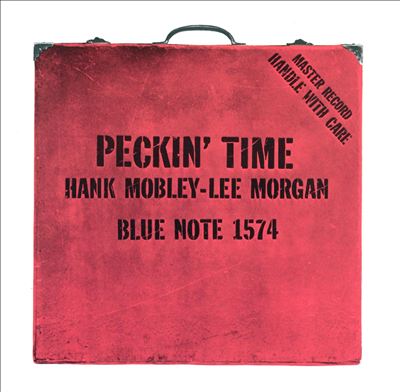 MASTER RECORD
HANDLE WITH CARE
PECKIN' TIME
HANK MOBLEY-LEE MORGAN
BLUE NOTE 1574